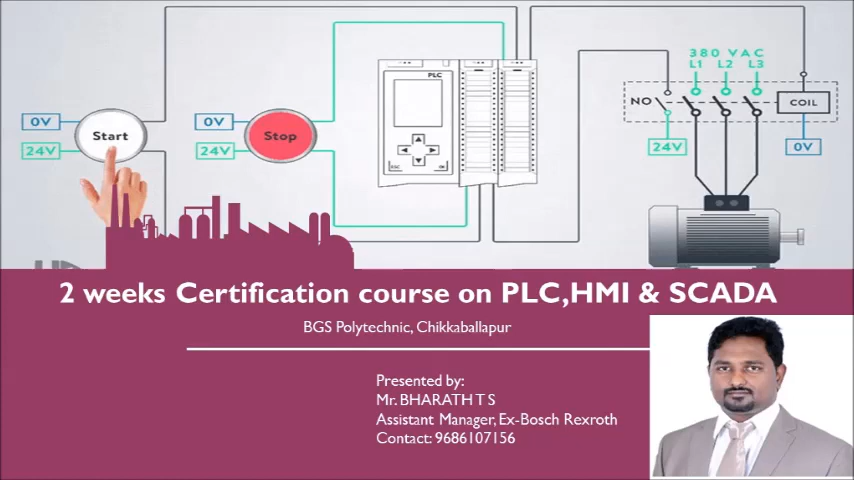 380 VAC
L1 L2 L3
PLC
NO
COIL
0V
Start
0V
Stop
24V
24V
24V
0V
ESC
OK
2 weeks Certification course on PLC,HMI & SCADA
BGS Polytechnic, Chikkaballapur
Presented by:
Mr. BHARATH T S
Assistant Manager, Ex-Bosch Rexroth
Contact: 9686107156